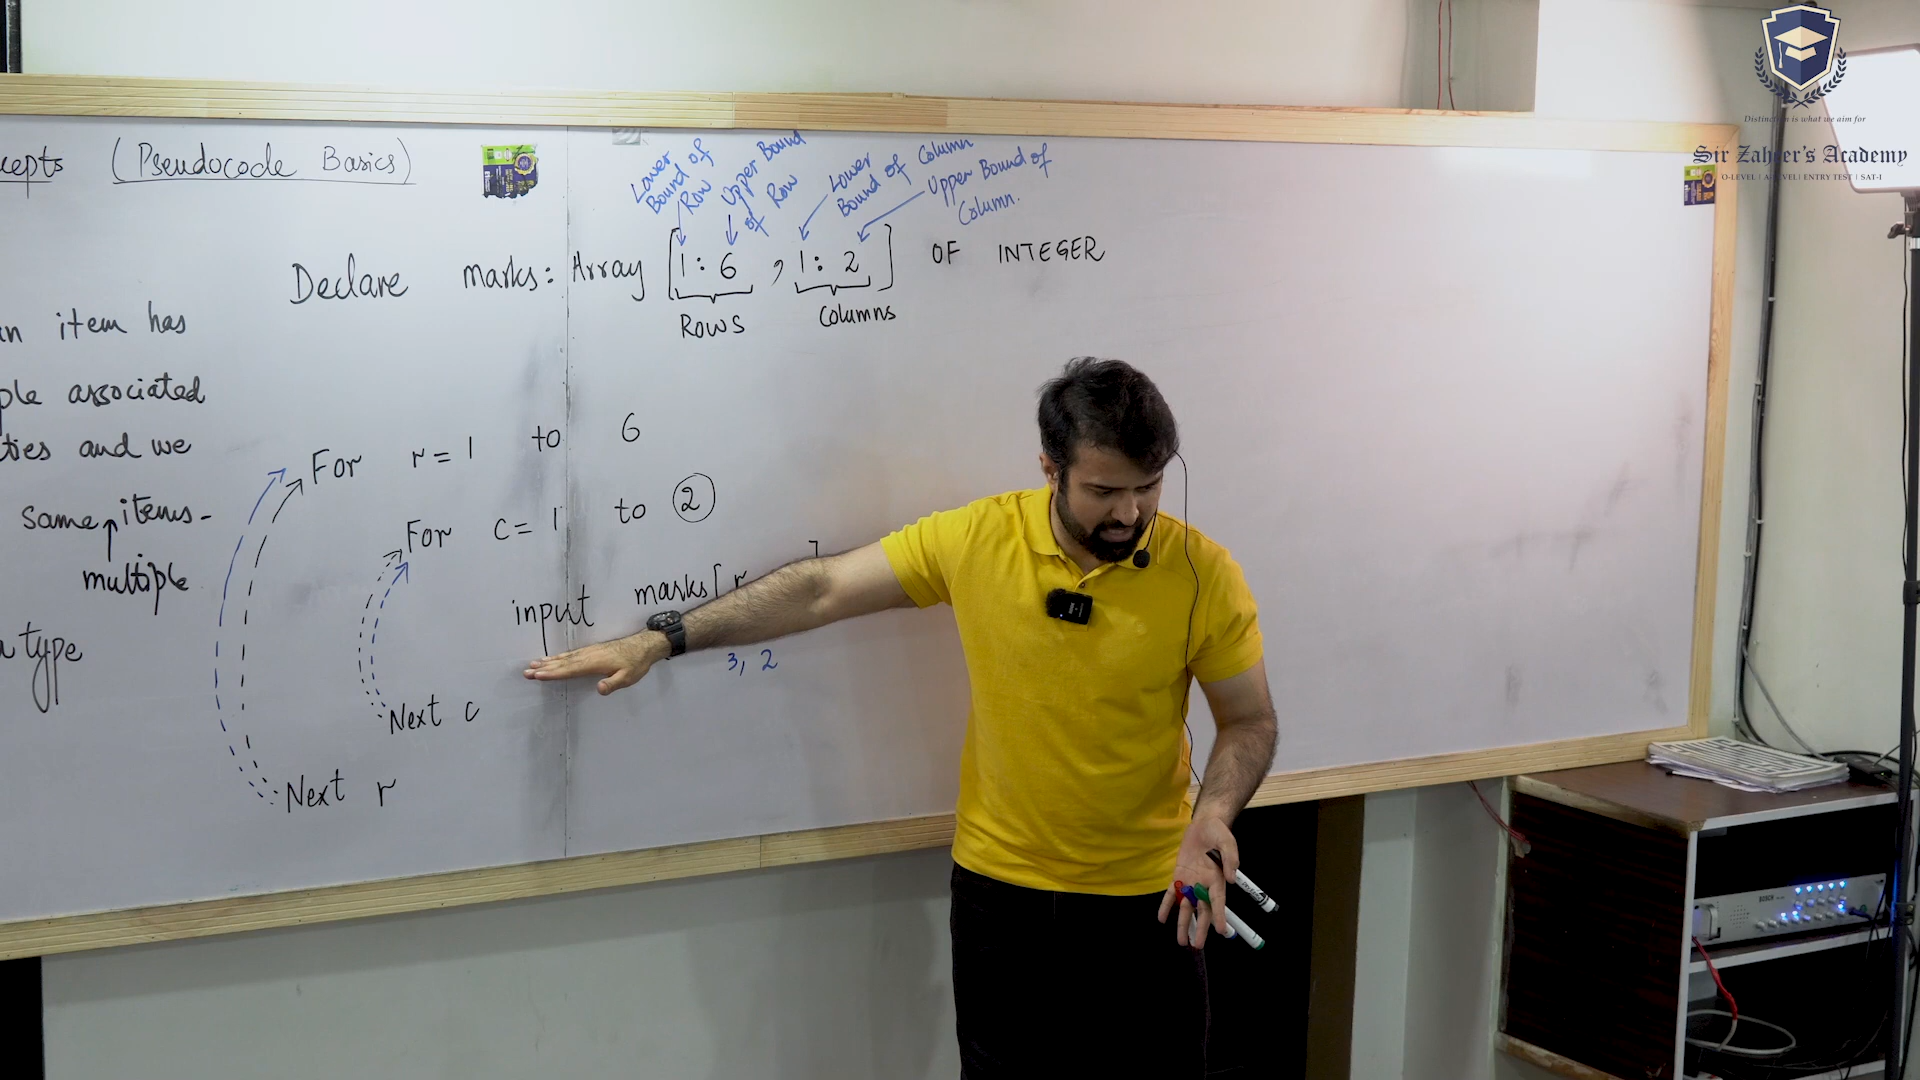 cepts (Pseudocode Basics)
Lower Bound of Row
Upper Bound of Row
Lower Bound of Column
Upper Bound of Column.
Declare marks: Array [1:6, 1:2] OF INTEGER
Rows
Columns
n item has
ple associated
ties and we
same items-
multiple
type
For r = 1 to 6
For c = 1 to 2
input marks[ r ]
3, 2
Next c
Next r
Distinction is what we aim for
Sir Zaheer's Academy
O-LEVEL | A-LEVEL | ENTRY TEST | SAT-I